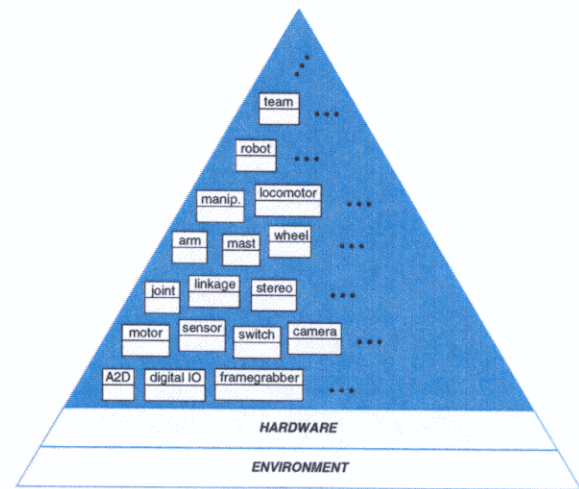 team
robot
manip. locomotor
arm mast wheel
joint linkage stereo
motor sensor switch camera
A2D digital IO framegrabber
HARDWARE
ENVIRONMENT